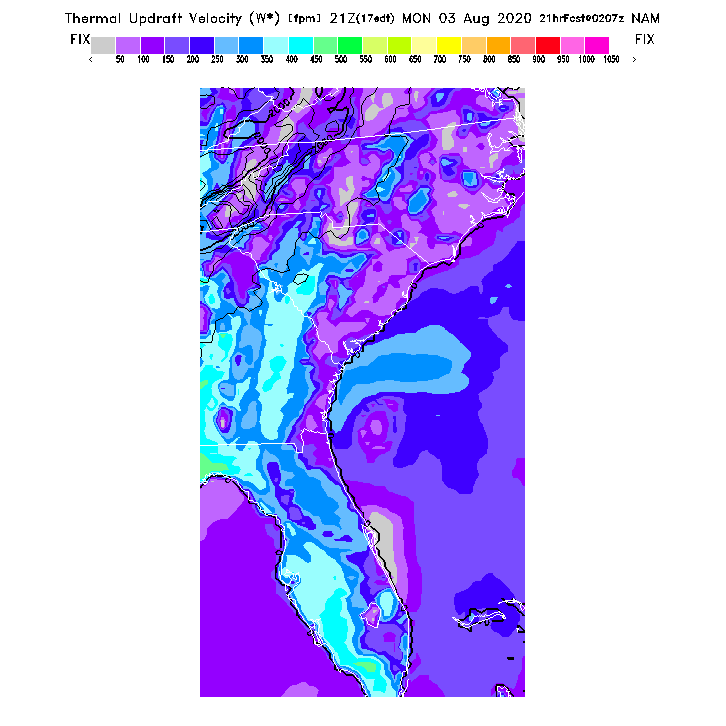 Thermal Updraft Velocity (W*) [fpm] 21Z(17edt) MON 03 Aug 2020 21hrFcst@0207z NAM
FIX FIX
< 50 100 150 200 250 300 350 400 450 500 550 600 650 700 750 800 850 900 950 1000 1050 >